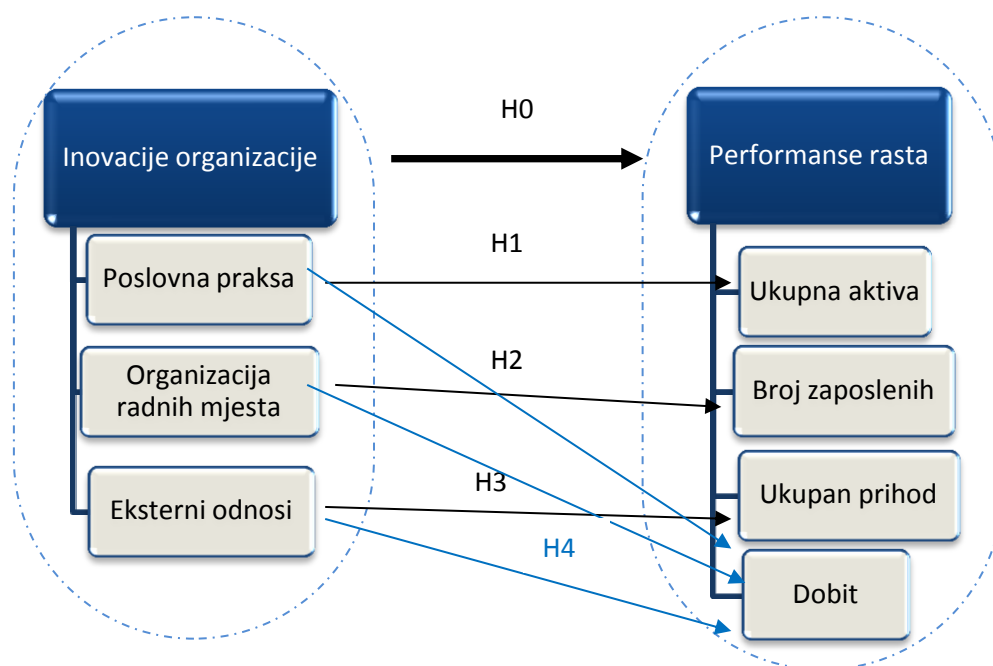 H0
Inovacije organizacije
Performanse rasta
H1
Poslovna praksa
Ukupna aktiva
H2
Organizacija
radnih mjesta
Broj zaposlenih
H3
Eksterni odnosi
Ukupan prihod
H4
Dobit